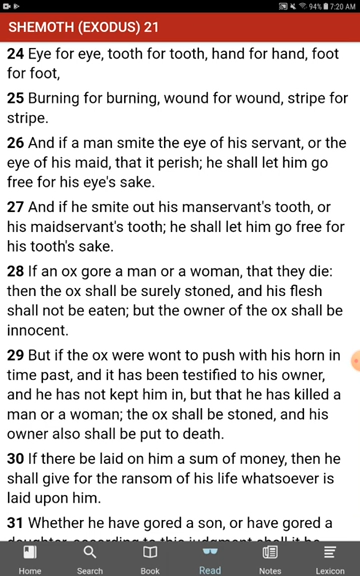 94% 7:20 AM
SHEMOTH (EXODUS) 21
24 Eye for eye, tooth for tooth, hand for hand, foot
for foot,
25 Burning for burning, wound for wound, stripe for
stripe.
26 And if a man smite the eye of his servant, or the
eye of his maid, that it perish; he shall let him go
free for his eye's sake.
27 And if he smite out his manservant's tooth, or
his maidservant's tooth; he shall let him go free for
his tooth's sake.
28 If an ox gore a man or a woman, that they die:
then the ox shall be surely stoned, and his flesh
shall not be eaten; but the owner of the ox shall be
innocent.
29 But if the ox were wont to push with his horn in
time past, and it has been testified to his owner,
and he has not kept him in, but that he has killed a
man or a woman; the ox shall be stoned, and his
owner also shall be put to death.
30 If there be laid on him a sum of money, then he
shall give for the ransom of his life whatsoever is
laid upon him.
31 Whether he have gored a son, or have gored a
daughter, according to this judgment shall it be
Home Search Book Read Notes Lexicon